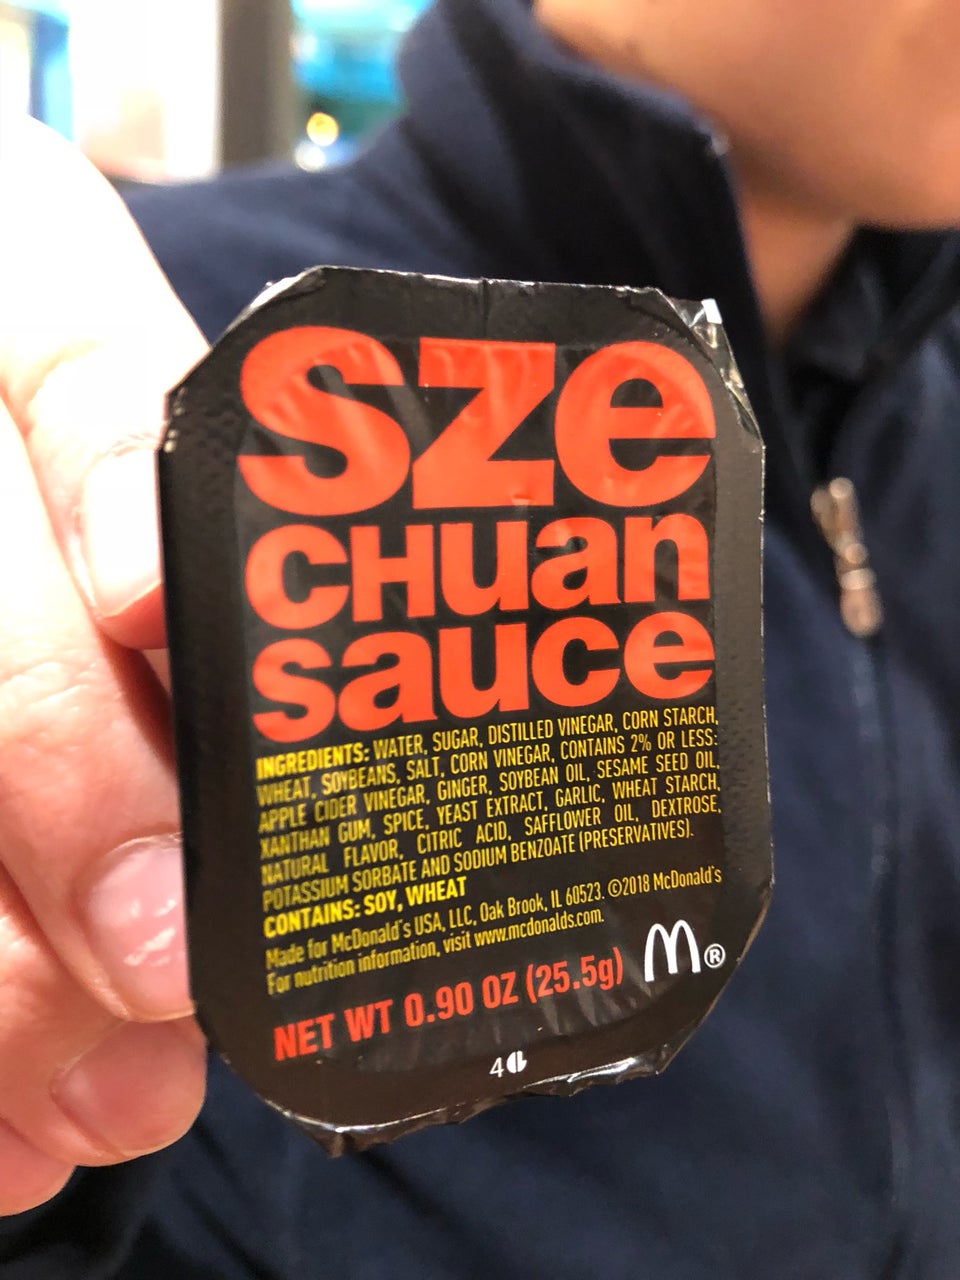 sze
CHuan
sauce
INGREDIENTS: WATER, SUGAR, DISTILLED VINEGAR, CORN STARCH,
WHEAT, SOYBEANS, SALT, CORN VINEGAR, CONTAINS 2% OR LESS:
APPLE CIDER VINEGAR, GINGER, SOYBEAN OIL, SESAME SEED OIL,
XANTHAN GUM, SPICE, YEAST EXTRACT, GARLIC, WHEAT STARCH,
NATURAL FLAVOR, CITRIC ACID, SAFFLOWER OIL, DEXTROSE,
POTASSIUM SORBATE AND SODIUM BENZOATE (PRESERVATIVES).
CONTAINS: SOY, WHEAT
Made for McDonald's USA, LLC, Oak Brook, IL 60523. ©2018 McDonald's
For nutrition information, visit www.mcdonalds.com.
NET WT 0.90 OZ (25.5g) M®
4